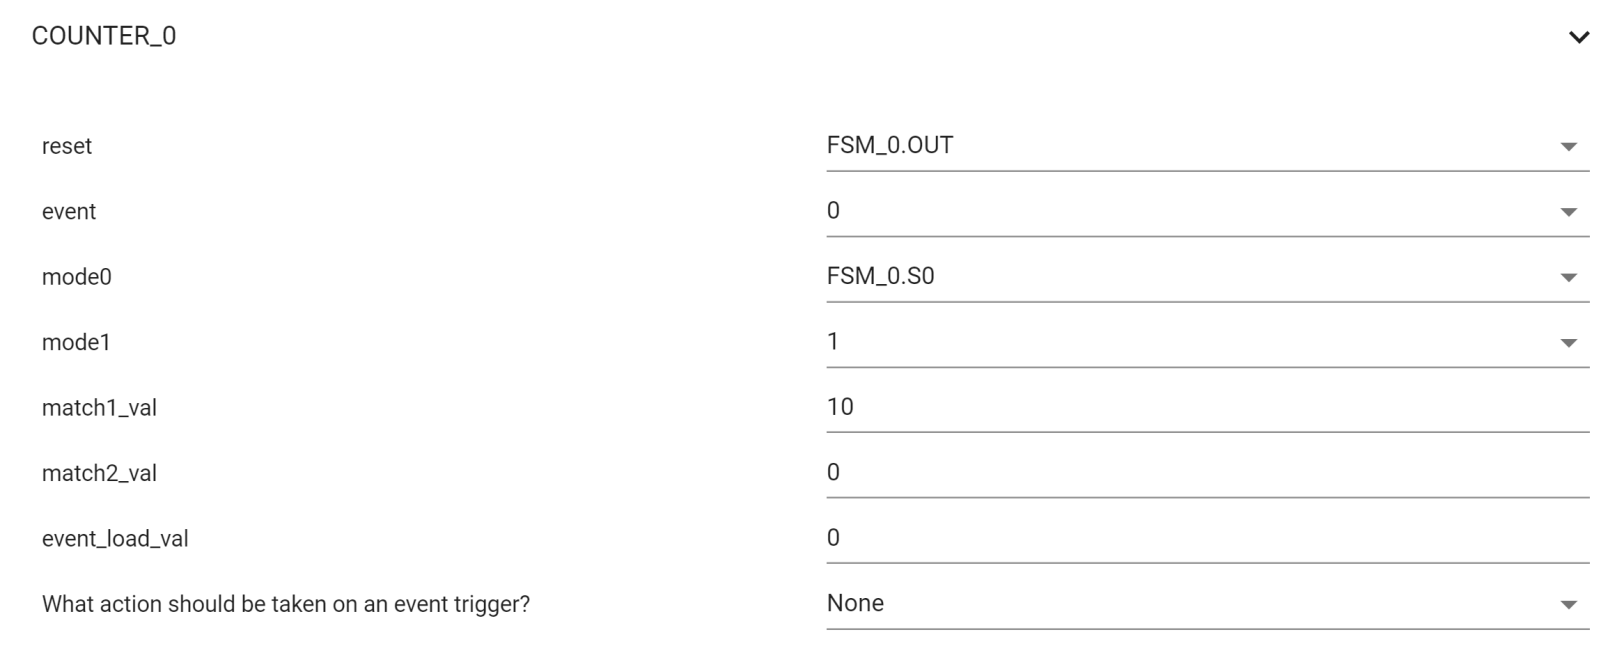 COUNTER_0
reset FSM_0.OUT
event 0
mode0 FSM_0.S0
mode1 1
match1_val 10
match2_val 0
event_load_val 0
What action should be taken on an event trigger? None